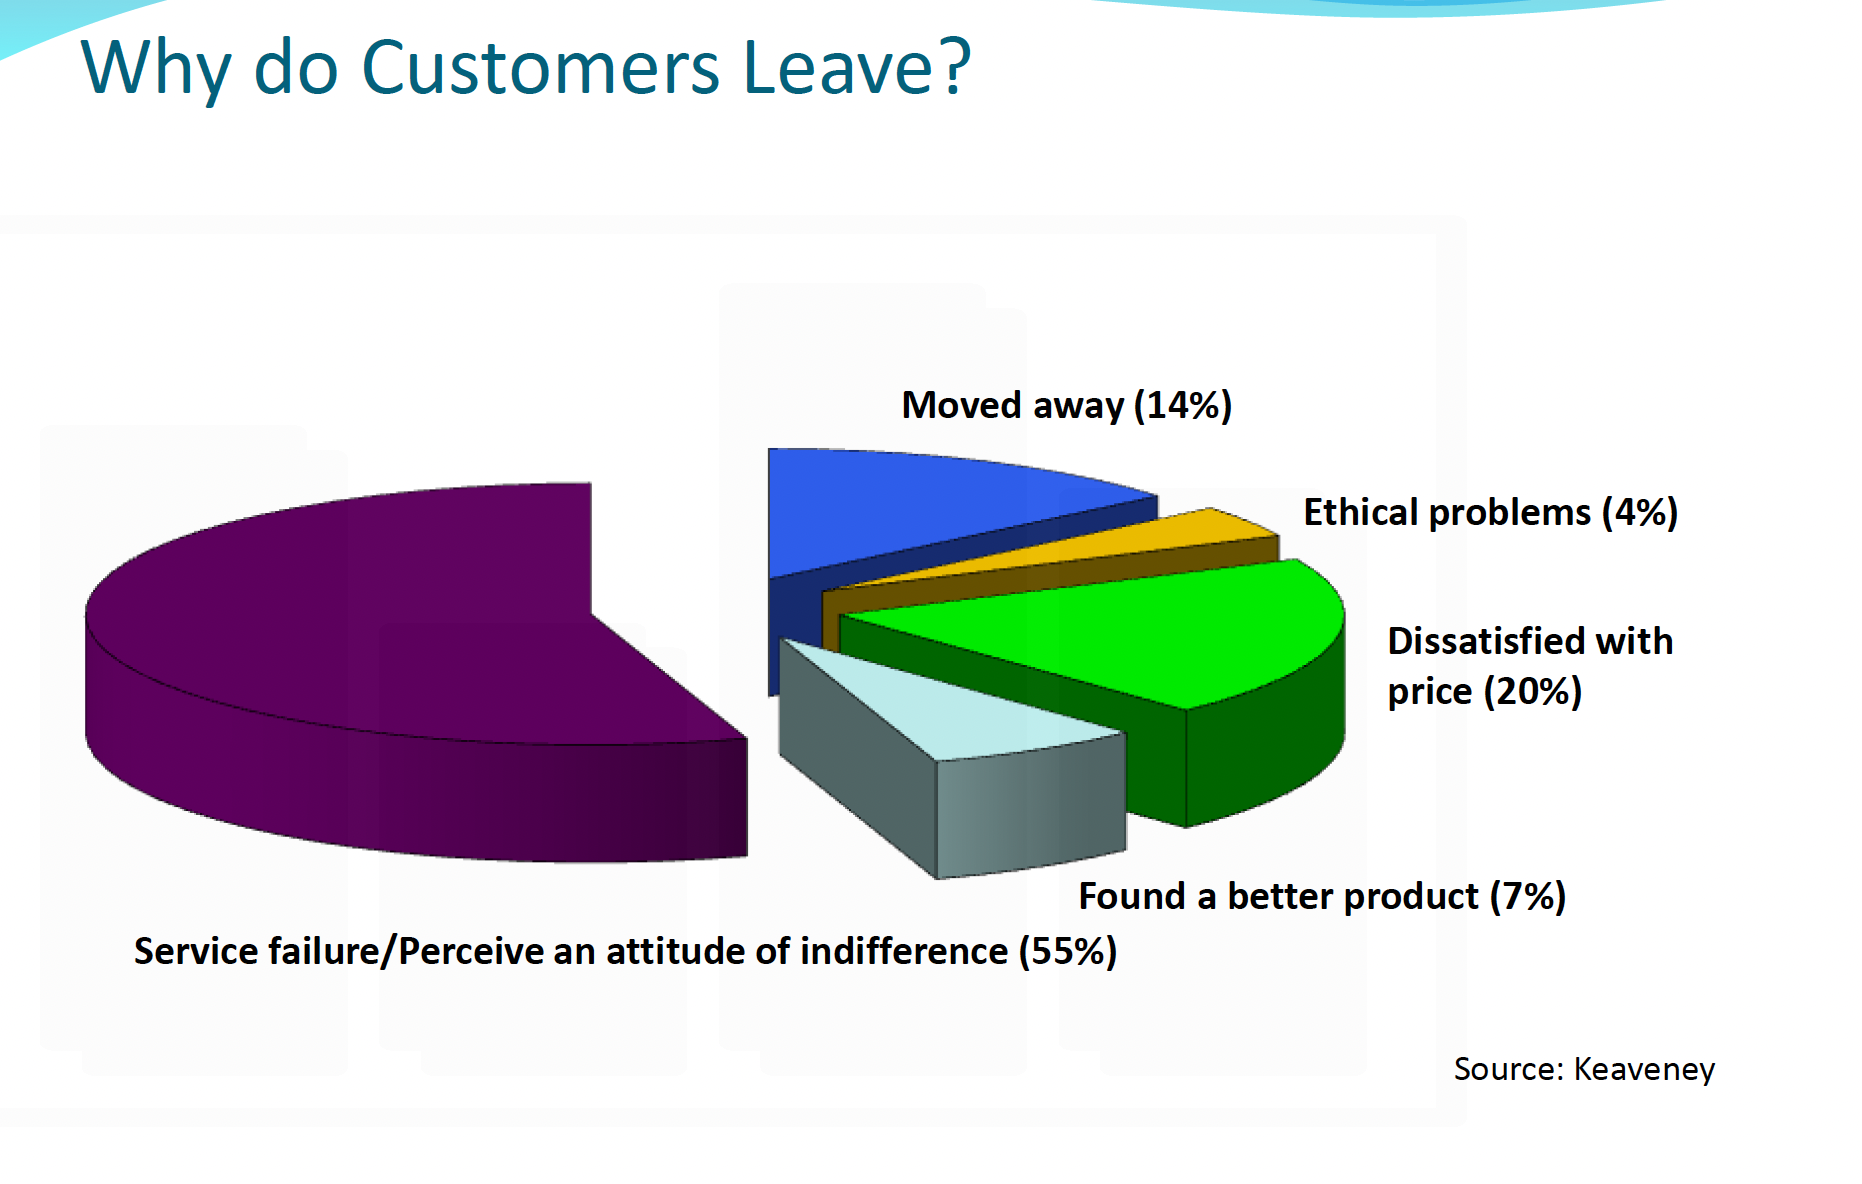 Why do Customers Leave?
Moved away (14%)
Ethical problems (4%)
Dissatisfied with
price (20%)
Found a better product (7%)
Service failure/Perceive an attitude of indifference (55%)
Source: Keaveney